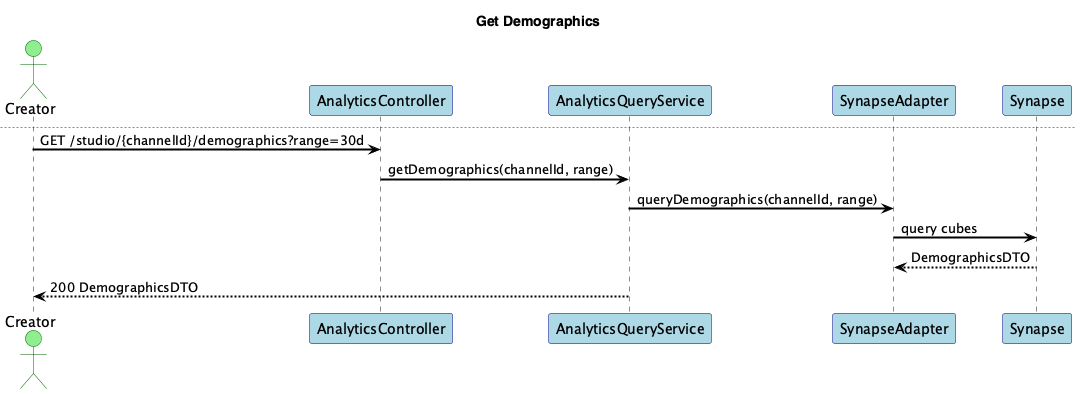 Get Demographics
Creator
AnalyticsController
AnalyticsQueryService
SynapseAdapter
Synapse
GET /studio/{channelId}/demographics?range=30d
getDemographics(channelId, range)
queryDemographics(channelId, range)
query cubes
DemographicsDTO
200 DemographicsDTO
Creator
AnalyticsController
AnalyticsQueryService
SynapseAdapter
Synapse